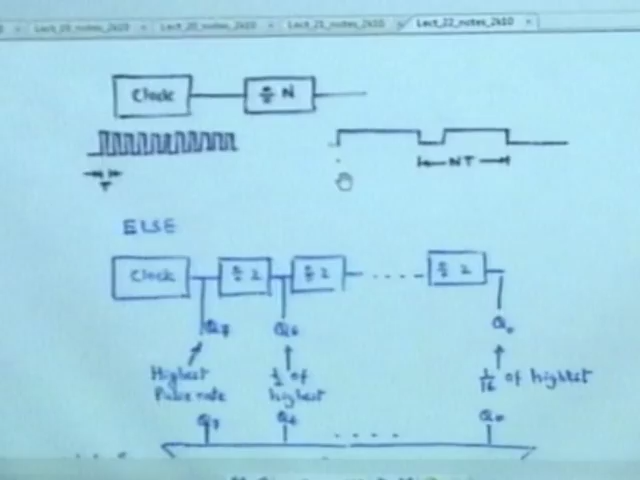 Lect_19_notes_2k10
Lect_20_notes_2k10
Lect_21_notes_2k10
Lect_22_notes_2k10
Clock
÷ N
T
NT
ELSE
Clock
÷ 2
÷ 2
....
÷ 2
Q7
Q6
Q0
Highest
Pulse rate
1/2 of
highest
1/16 of highest
Q7
Q6
....
Q0